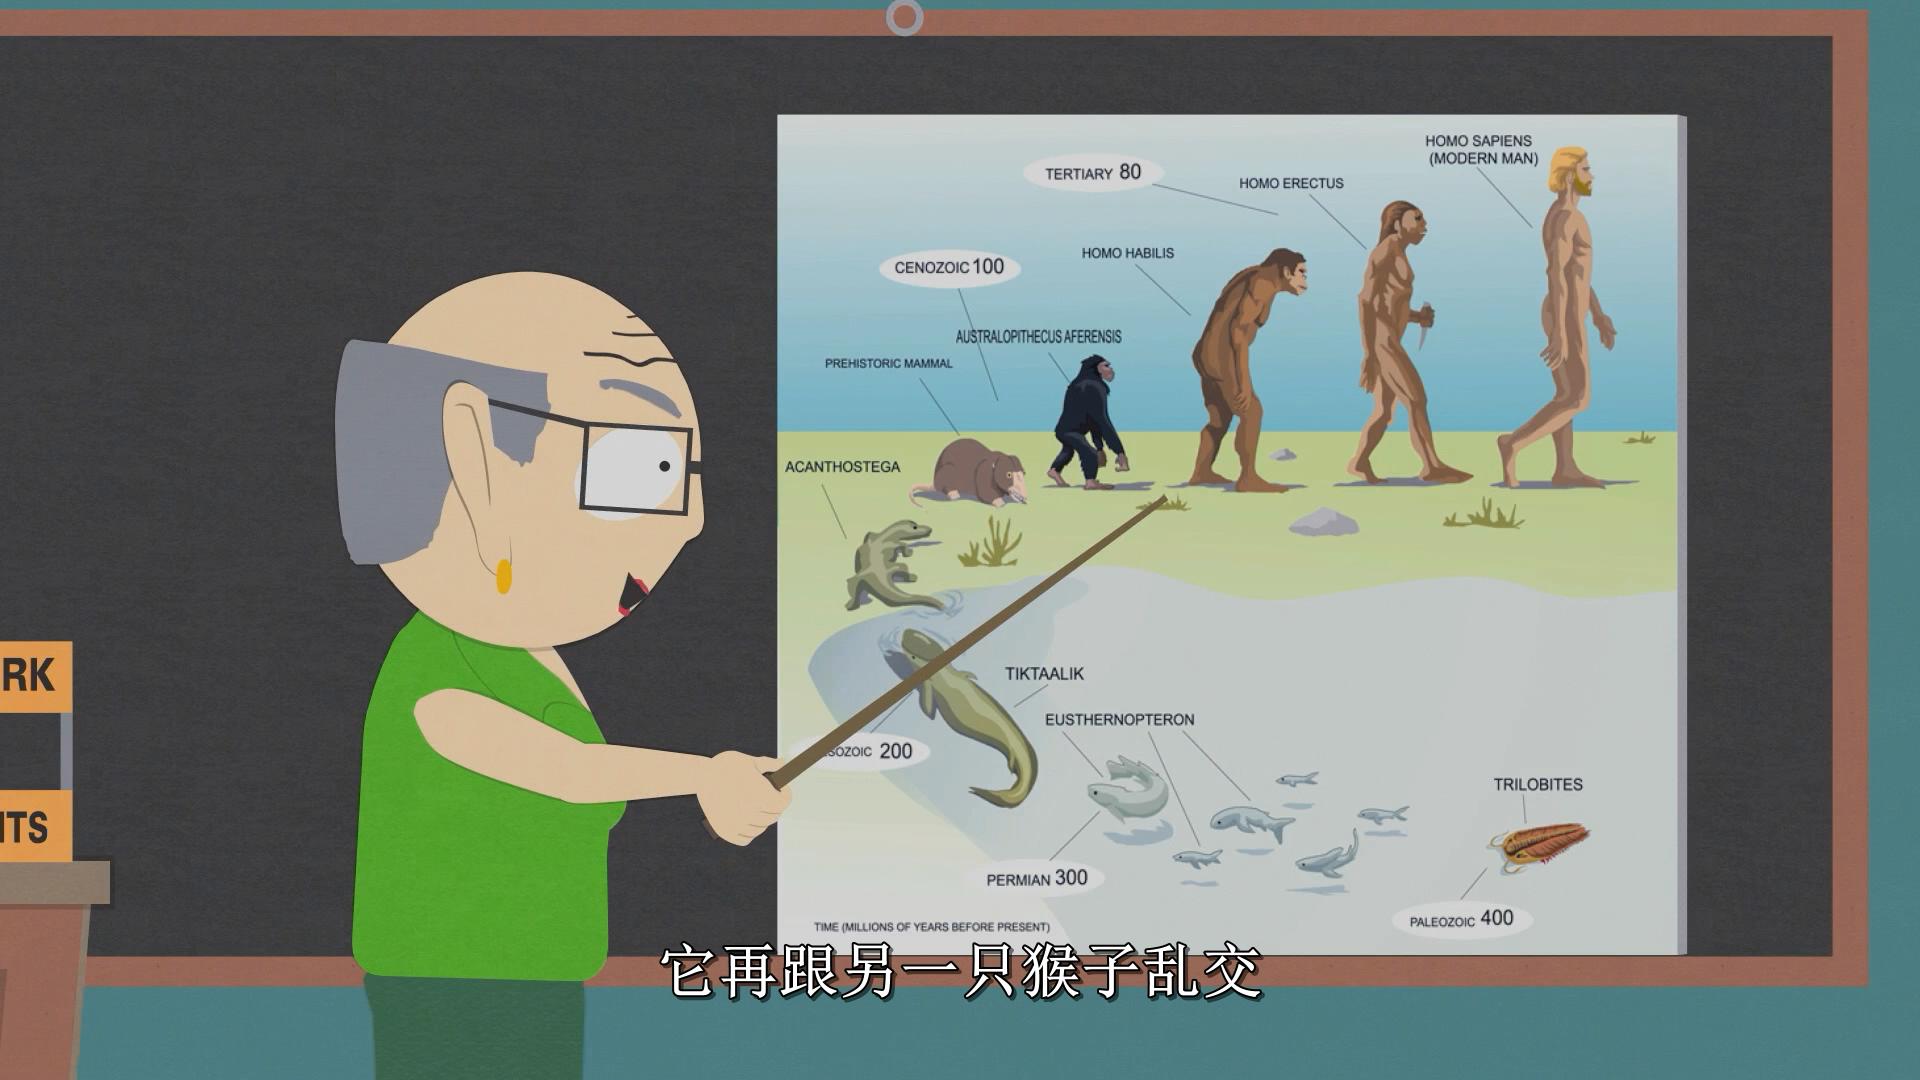 HOMO SAPIENS
(MODERN MAN)
TERTIARY 80
HOMO ERECTUS
HOMO HABILIS
CENOZOIC 100
AUSTRALOPITHECUS AFERENSIS
PREHISTORIC MAMMAL
ACANTHOSTEGA
TIKTAALIK
EUSTHERNOPTERON
SOZOIC 200
TRILOBITES
PERMIAN 300
PALEOZOIC 400
TIME (MILLIONS OF YEARS BEFORE PRESENT)
RK
ITS
它再跟另一只猴子乱交